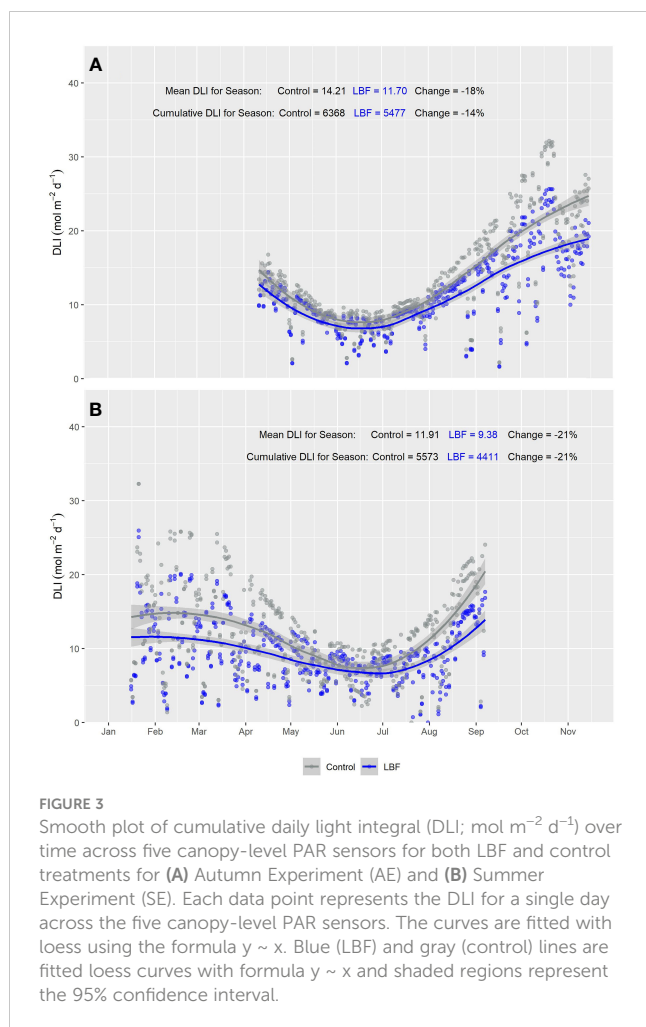 A
Mean DLI for Season: Control = 14.21 LBF = 11.70 Change = -18%
Cumulative DLI for Season: Control = 6368 LBF = 5477 Change = -14%
40
30
20
10
0
DLI (mol m⁻² d⁻¹)
B
Mean DLI for Season: Control = 11.91 LBF = 9.38 Change = -21%
Cumulative DLI for Season: Control = 5573 LBF = 4411 Change = -21%
40
30
20
10
0
DLI (mol m⁻² d⁻¹)
Jan Feb Mar Apr May Jun Jul Aug Sep Oct Nov
Control LBF
FIGURE 3
Smooth plot of cumulative daily light integral (DLI; mol m⁻² d⁻¹) over
time across five canopy-level PAR sensors for both LBF and control
treatments for (A) Autumn Experiment (AE) and (B) Summer
Experiment (SE). Each data point represents the DLI for a single day
across the five canopy-level PAR sensors. The curves are fitted with
loess using the formula y ~ x. Blue (LBF) and gray (control) lines are
fitted loess curves with formula y ~ x and shaded regions represent
the 95% confidence interval.